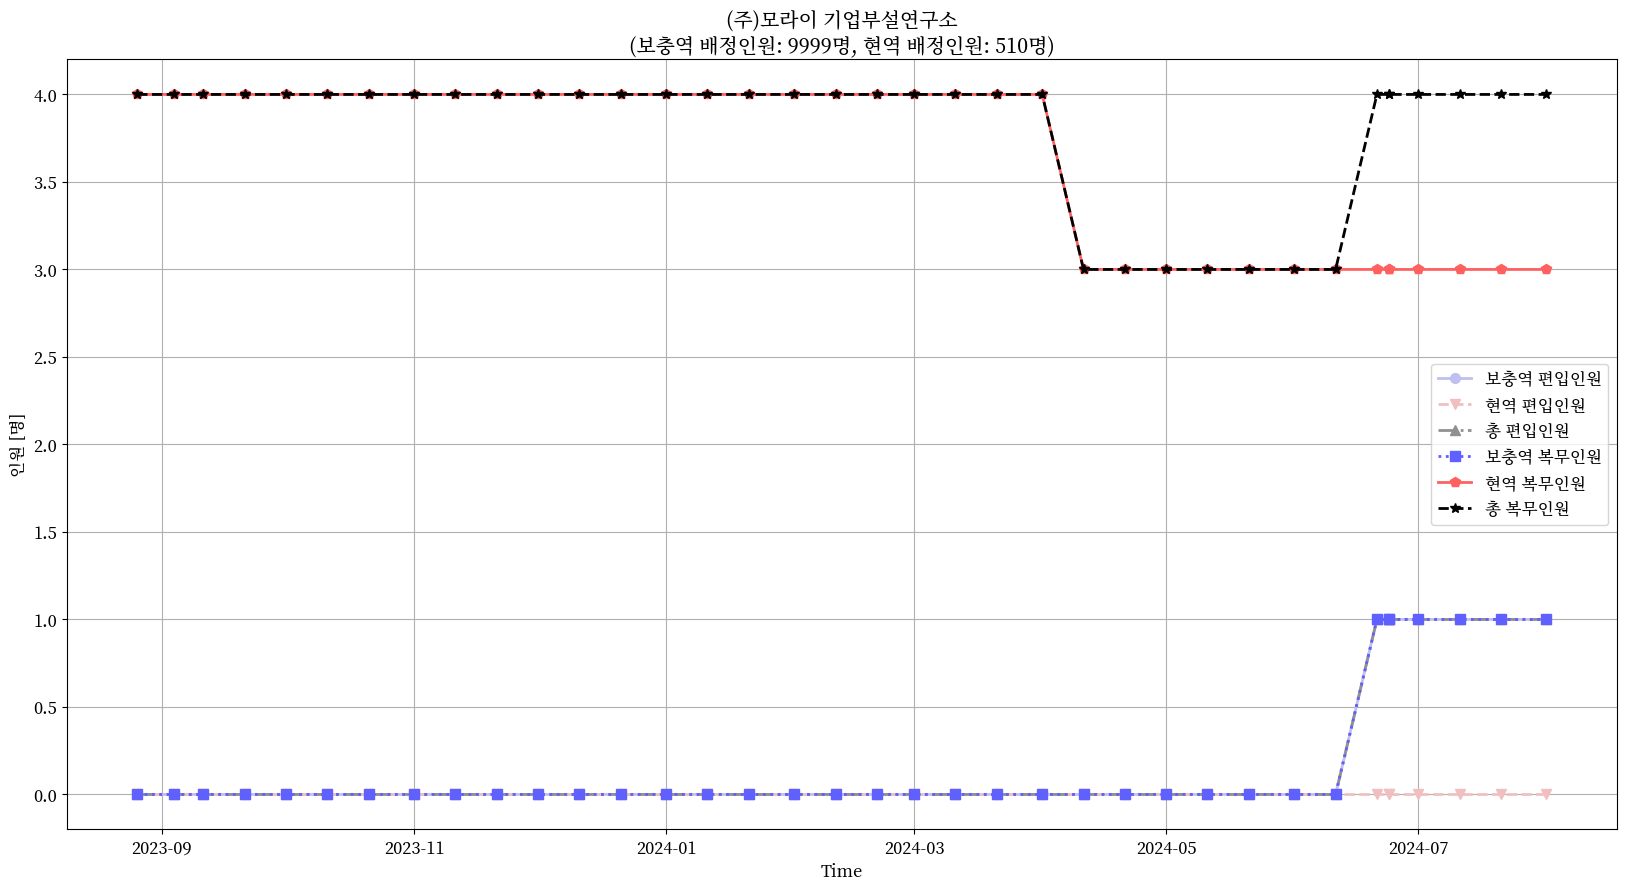 (주)모라이 기업부설연구소
(보충역 배정인원: 9999명, 현역 배정인원: 510명)
인원 [명]
4.0
3.5
3.0
2.5
2.0
1.5
1.0
0.5
0.0
보충역 편입인원
현역 편입인원
총 편입인원
보충역 복무인원
현역 복무인원
총 복무인원
2023-09
2023-11
2024-01
2024-03
2024-05
2024-07
Time